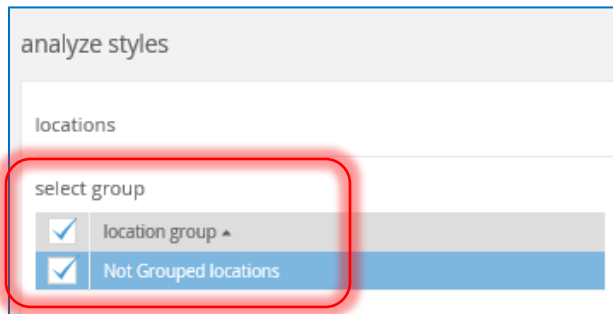 analyze styles
locations
select group
location group
Not Grouped locations